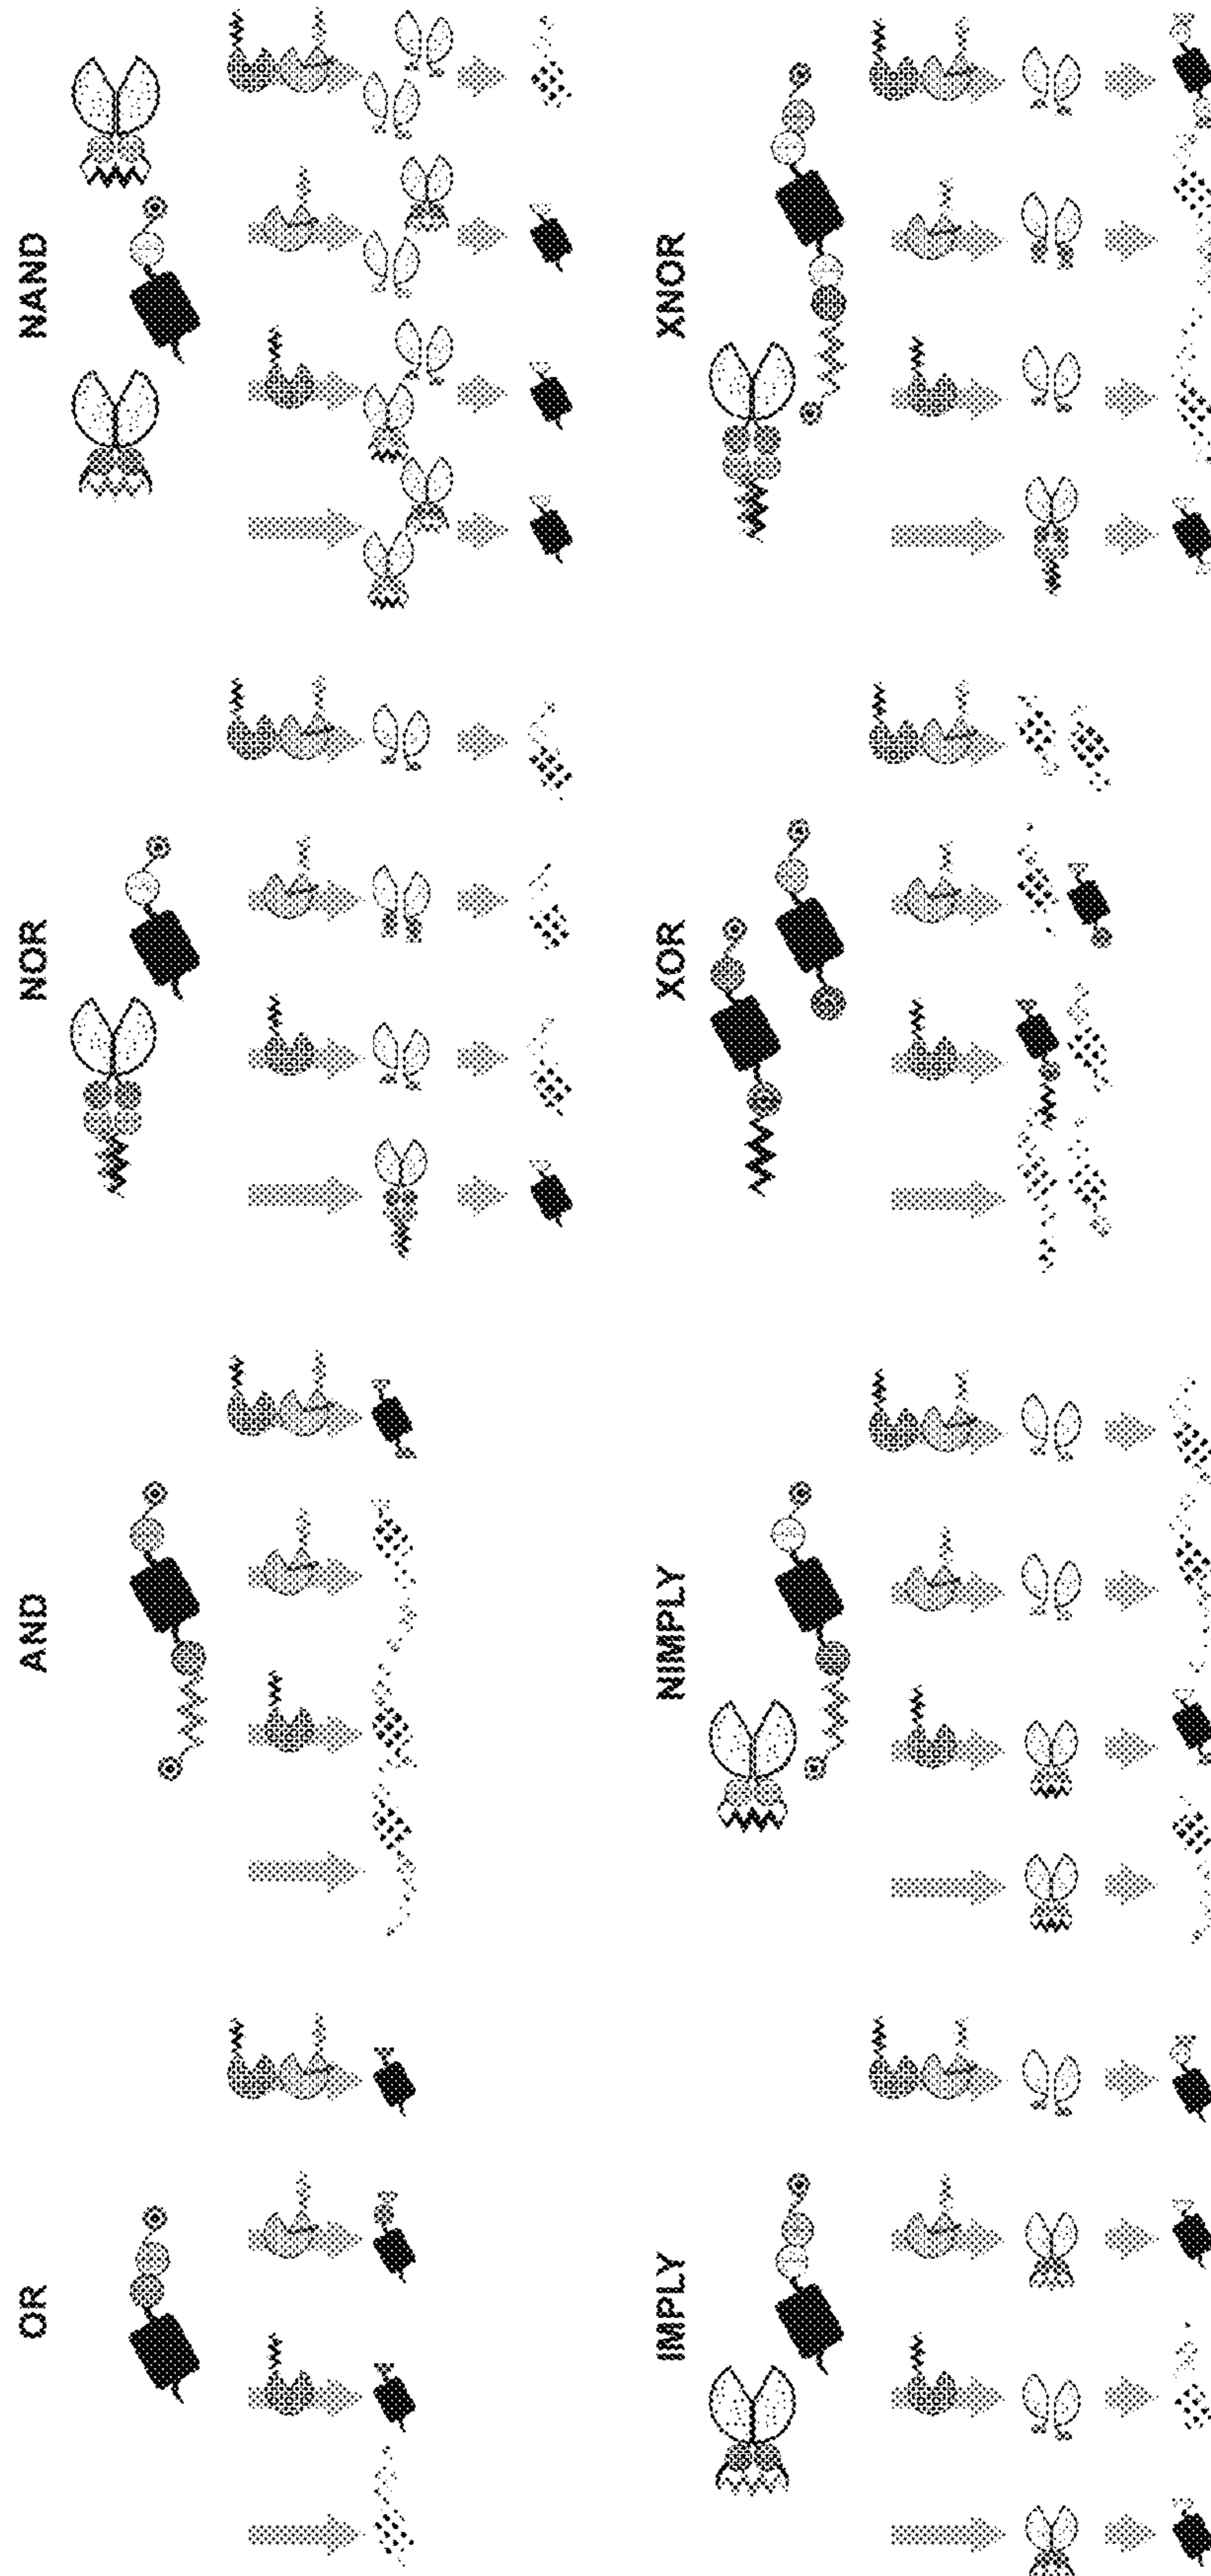 OR
AND
NOR
NAND
IMPLY
NIMPLY
XOR
XNOR